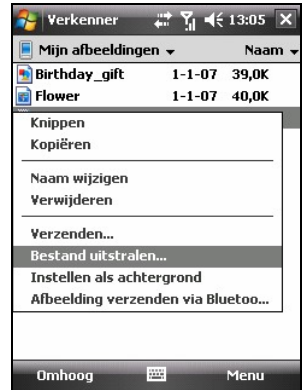 Verkenner 13:05
Mijn afbeeldingen Naam
Birthday_gift 1-1-07 39,0K
Flower 1-1-07 40,0K
Knippen
Kopiëren
Naam wijzigen
Verwijderen
Verzenden...
Bestand uitstralen...
Instellen als achtergrond
Afbeelding verzenden via Bluetoo...
Omhoog Menu